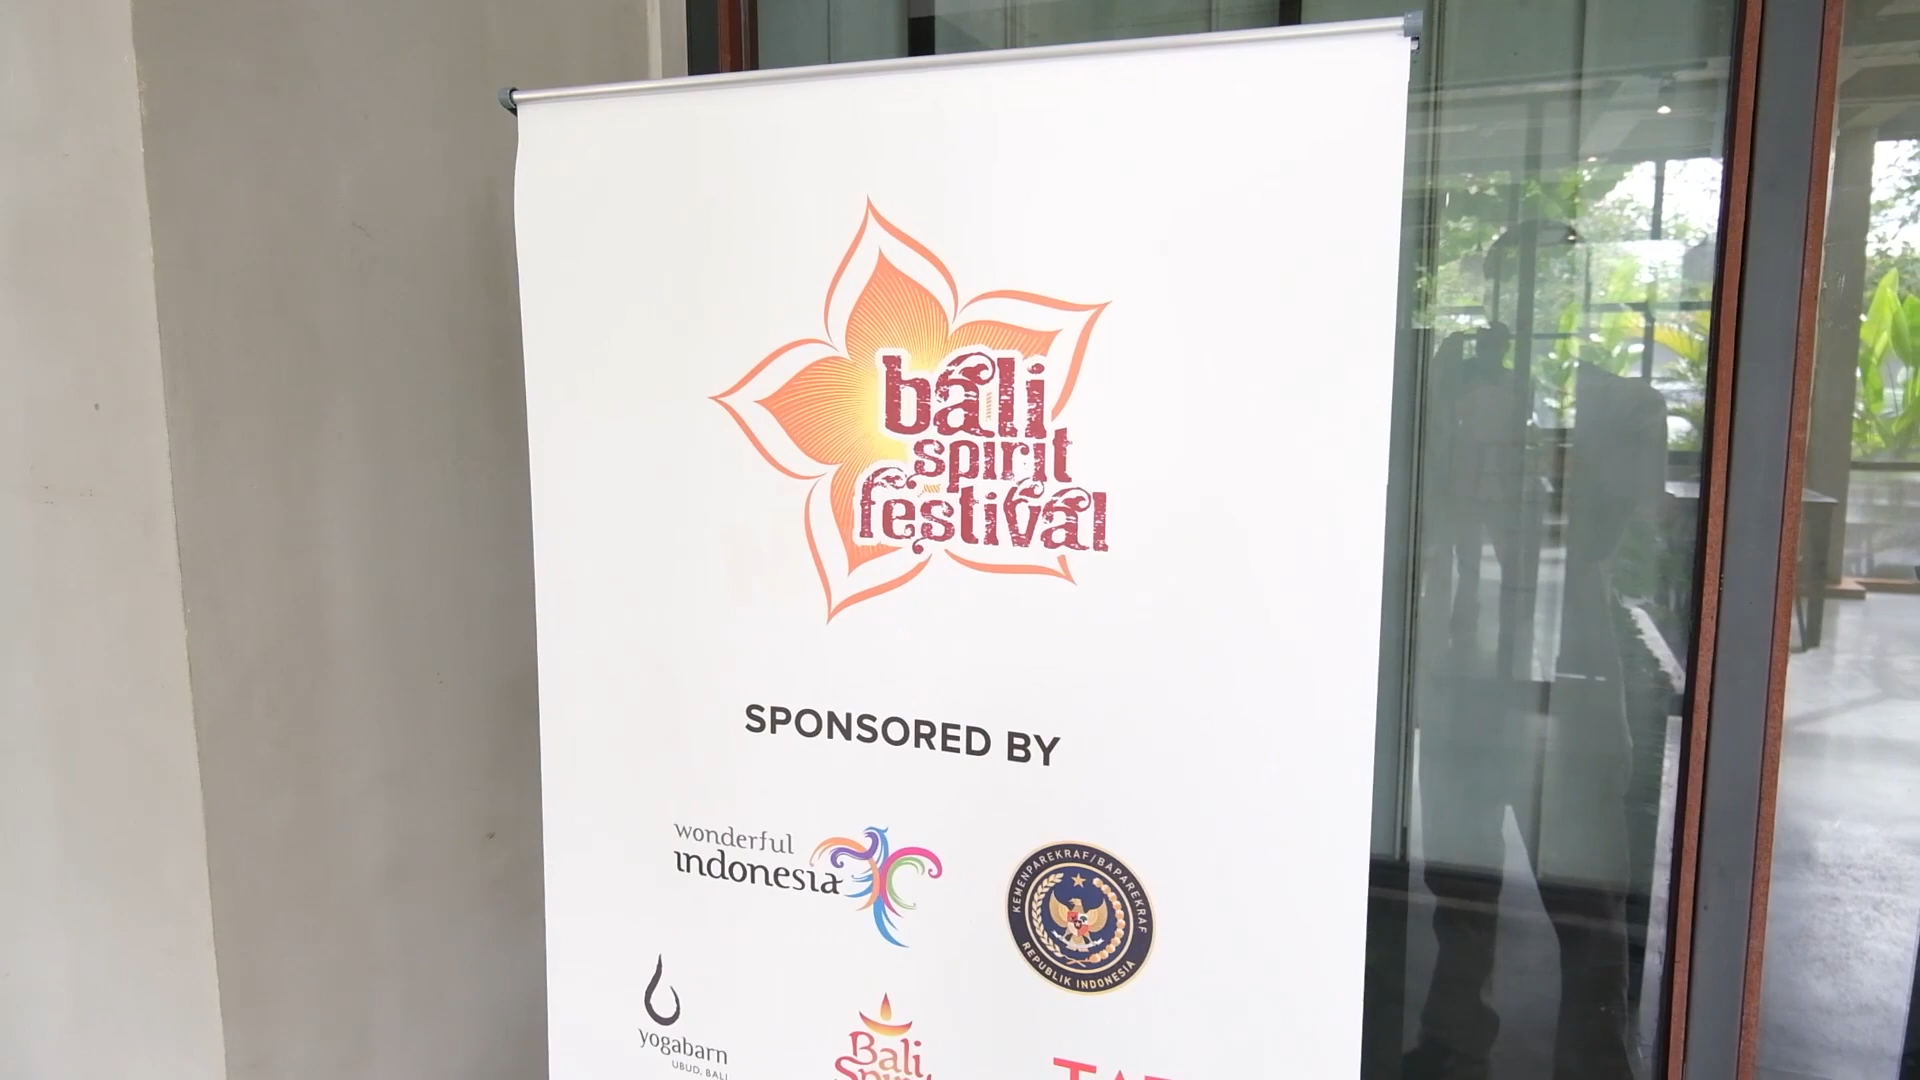 bali
spirit
festival
SPONSORED BY
wonderful
indonesia
KEMENPAREKRAF/BAPAREKRAF
REPUBLIK INDONESIA
yogabarn
UBUD, BALI
Bali